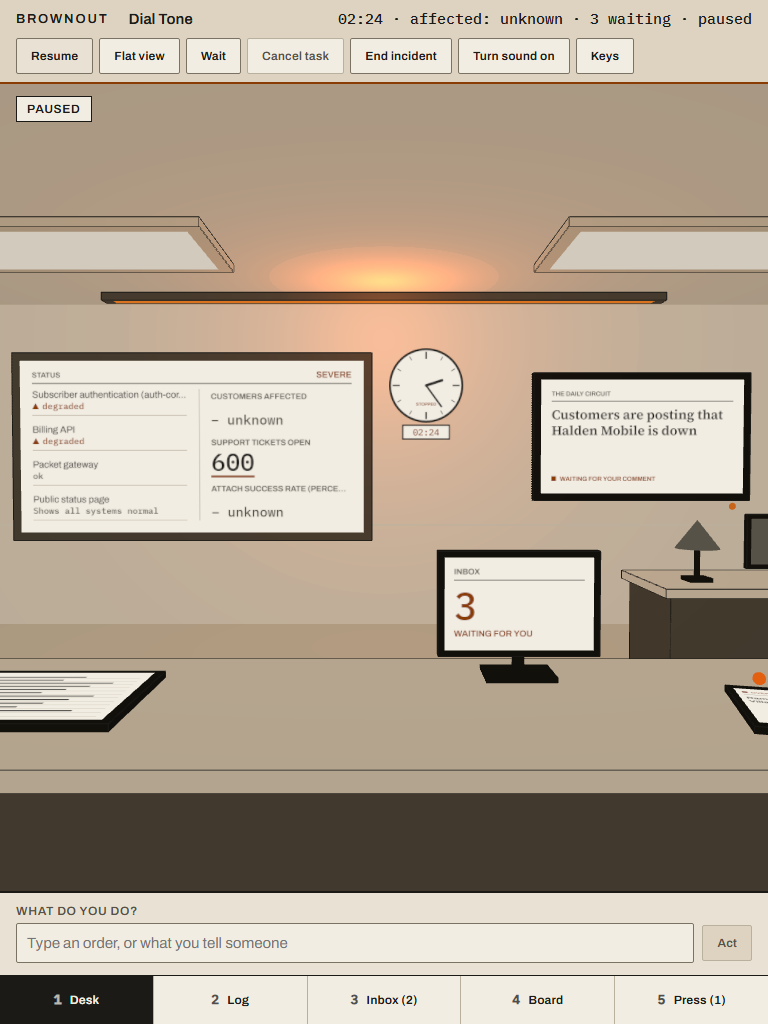 BROWNOUT Dial Tone 02:24 · affected: unknown · 3 waiting · paused
Resume Flat view Wait Cancel task End incident Turn sound on Keys
PAUSED
STATUS SEVERE
Subscriber authentication (auth-cor...
▲ degraded
Billing API
▲ degraded
Packet gateway
ok
Public status page
Shows all systems normal
CUSTOMERS AFFECTED
– unknown
SUPPORT TICKETS OPEN
600
ATTACH SUCCESS RATE (PERCE...
– unknown
STOPPED
02:24
THE DAILY CIRCUIT
Customers are posting that
Halden Mobile is down
WAITING FOR YOUR COMMENT
INBOX
3
WAITING FOR YOU
WHAT DO YOU DO?
Type an order, or what you tell someone Act
1 Desk 2 Log 3 Inbox (2) 4 Board 5 Press (1)